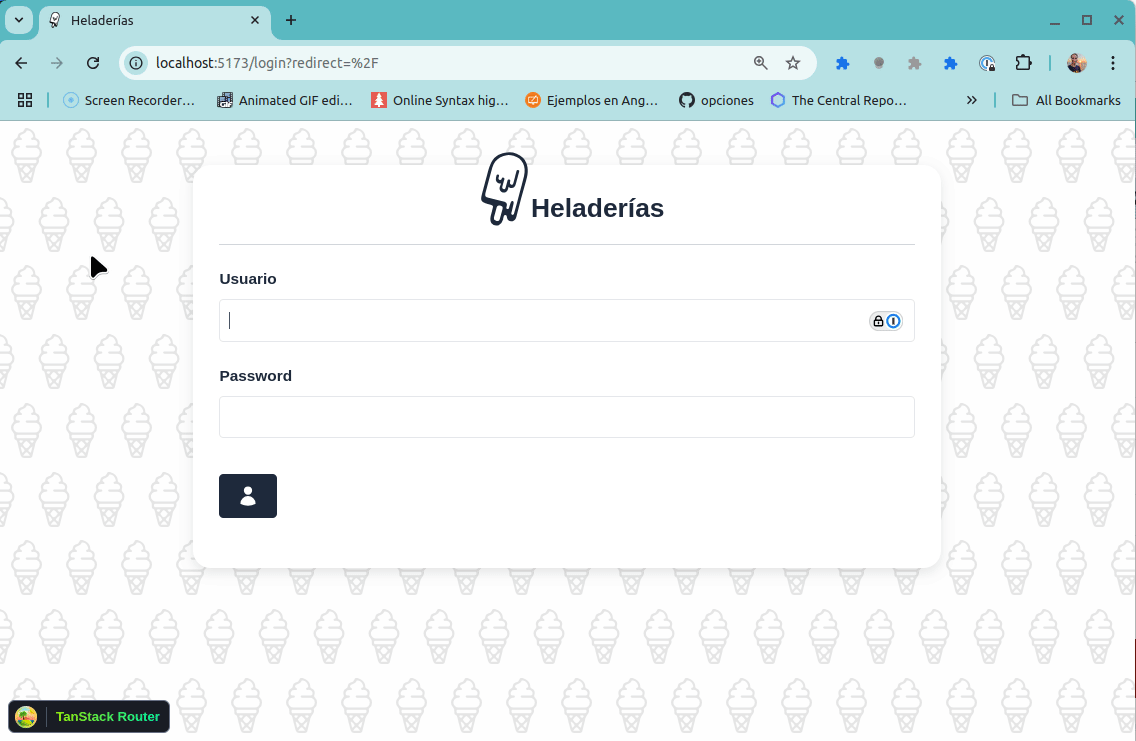 Heladerías
localhost:5173/login?redirect=%2F
Screen Recorder… Animated GIF edi… Online Syntax hig… Ejemplos en Ang… opciones The Central Repo… All Bookmarks
Heladerías
Usuario
Password
TanStack Router